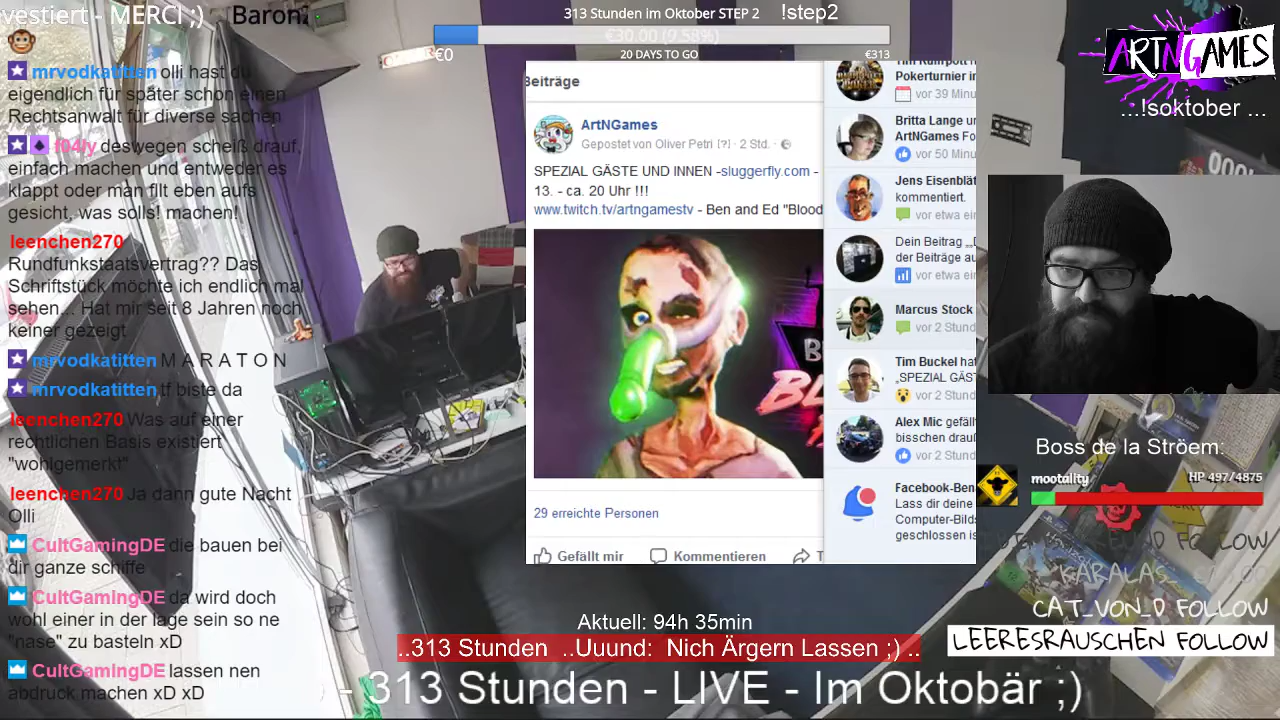 vestiert - MERCI ;)
Baronz
313 Stunden im Oktober STEP 2
!step2
€30.00 (9.58%)
€0
20 DAYS TO GO
€313
ARTNGAMES
...!soktober ...
mrvodkatitten olli hast du
eigendlich für später schon einen
Rechtsanwalt für diverse sachen
f04ly deswegen scheiß drauf,
einfach machen und entweder es
klappt oder man fllt eben aufs
gesicht, was solls! machen!
leenchen270
Rundfunkstaatsvertrag?? Das
Schriftstück möchte ich endlich mal
sehen... Hat mir seit 8 Jahren noch
keiner gezeigt
mrvodkatitten M A R A T O N
mrvodkatitten tf biste da
leenchen270 Was auf einer
rechtlichen Basis existiert
"wohlgemerkt"
leenchen270 Ja dann gute Nacht
Olli
CultGamingDE die bauen bei
dir ganze schiffe
CultGamingDE da wird doch
wohl einer in der lage sein so ne
"nase" zu basteln xD
CultGamingDE lassen nen
abdruck machen xD xD
Beiträge
ArtNGames
Gepostet von Oliver Petri [?] · 2 Std. ·
SPEZIAL GÄSTE UND INNEN -sluggerfly.com -
13. - ca. 20 Uhr !!!
www.twitch.tv/artngamestv - Ben and Ed "Blood
29 erreichte Personen
Gefällt mir
Kommentieren
T
Tim Ruhrpott
Pokerturnier in
vor 39 Minu
Britta Lange un
ArtNGames Fo
vor 50 Minu
Jens Eisenblät
kommentiert.
vor etwa ein
Dein Beitrag „
der Beiträge au
vor etwa ein
Marcus Stock
vor 2 Stund
Tim Buckel hat
„SPEZIAL GÄS
vor 2 Stund
Alex Mic gefäll
bisschen drauf
vor 2 Stund
Facebook-Ben
Lass dir deine
Computer-Bilds
geschlossen is
Boss de la Ströem:
mootality
HP 497/4875
FOLLOW
KARALAS_
CAT_VON_D FOLLOW
LEERESRAUSCHEN FOLLOW
Aktuell: 94h 35min
..313 Stunden ..Uuund: Nich Ärgern Lassen ;) ..
- 313 Stunden - LIVE - Im Oktobär ;)